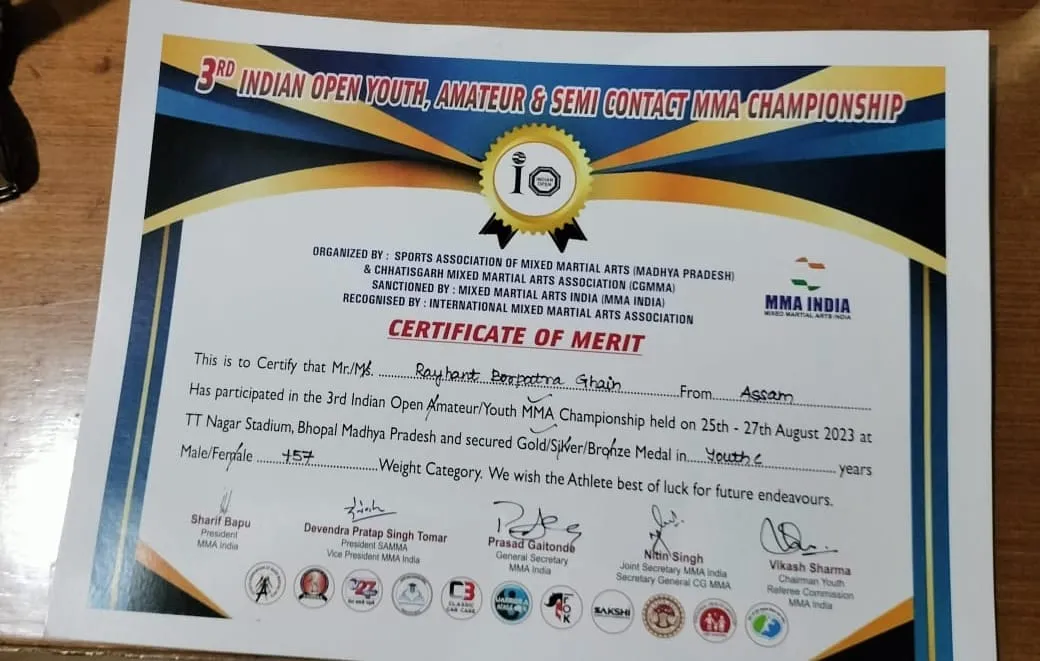 3RD INDIAN OPEN YOUTH, AMATEUR & SEMI CONTACT MMA CHAMPIONSHIP
i
INDIAN OPEN
ORGANIZED BY : SPORTS ASSOCIATION OF MIXED MARTIAL ARTS (MADHYA PRADESH)
& CHHATISGARH MIXED MARTIAL ARTS ASSOCIATION (CGMMA)
SANCTIONED BY : MIXED MARTIAL ARTS INDIA (MMA INDIA)
RECOGNISED BY : INTERNATIONAL MIXED MARTIAL ARTS ASSOCIATION
MMA INDIA
MIXED MARTIAL ARTS INDIA
CERTIFICATE OF MERIT
This is to Certify that Mr./Ms. Rayhant Borpatra Ghain From Assam
Has participated in the 3rd Indian Open Amateur/Youth MMA Championship held on 25th - 27th August 2023 at
TT Nagar Stadium, Bhopal Madhya Pradesh and secured Gold/Silver/Bronze Medal in Youth C years
Male/Female +57 Weight Category. We wish the Athlete best of luck for future endeavours.
Sharif Bapu
President
MMA India
Devendra Pratap Singh Tomar
President SAMMA
Vice President MMA India
Prasad Gaitonde
General Secretary
MMA India
Nitin Singh
Joint Secretary MMA India
Secretary General CG MMA
Vikash Sharma
Chairman Youth
Referee Commission
MMA India
C3
CLASSIC
CAR CARE
FOK
SAKSHI